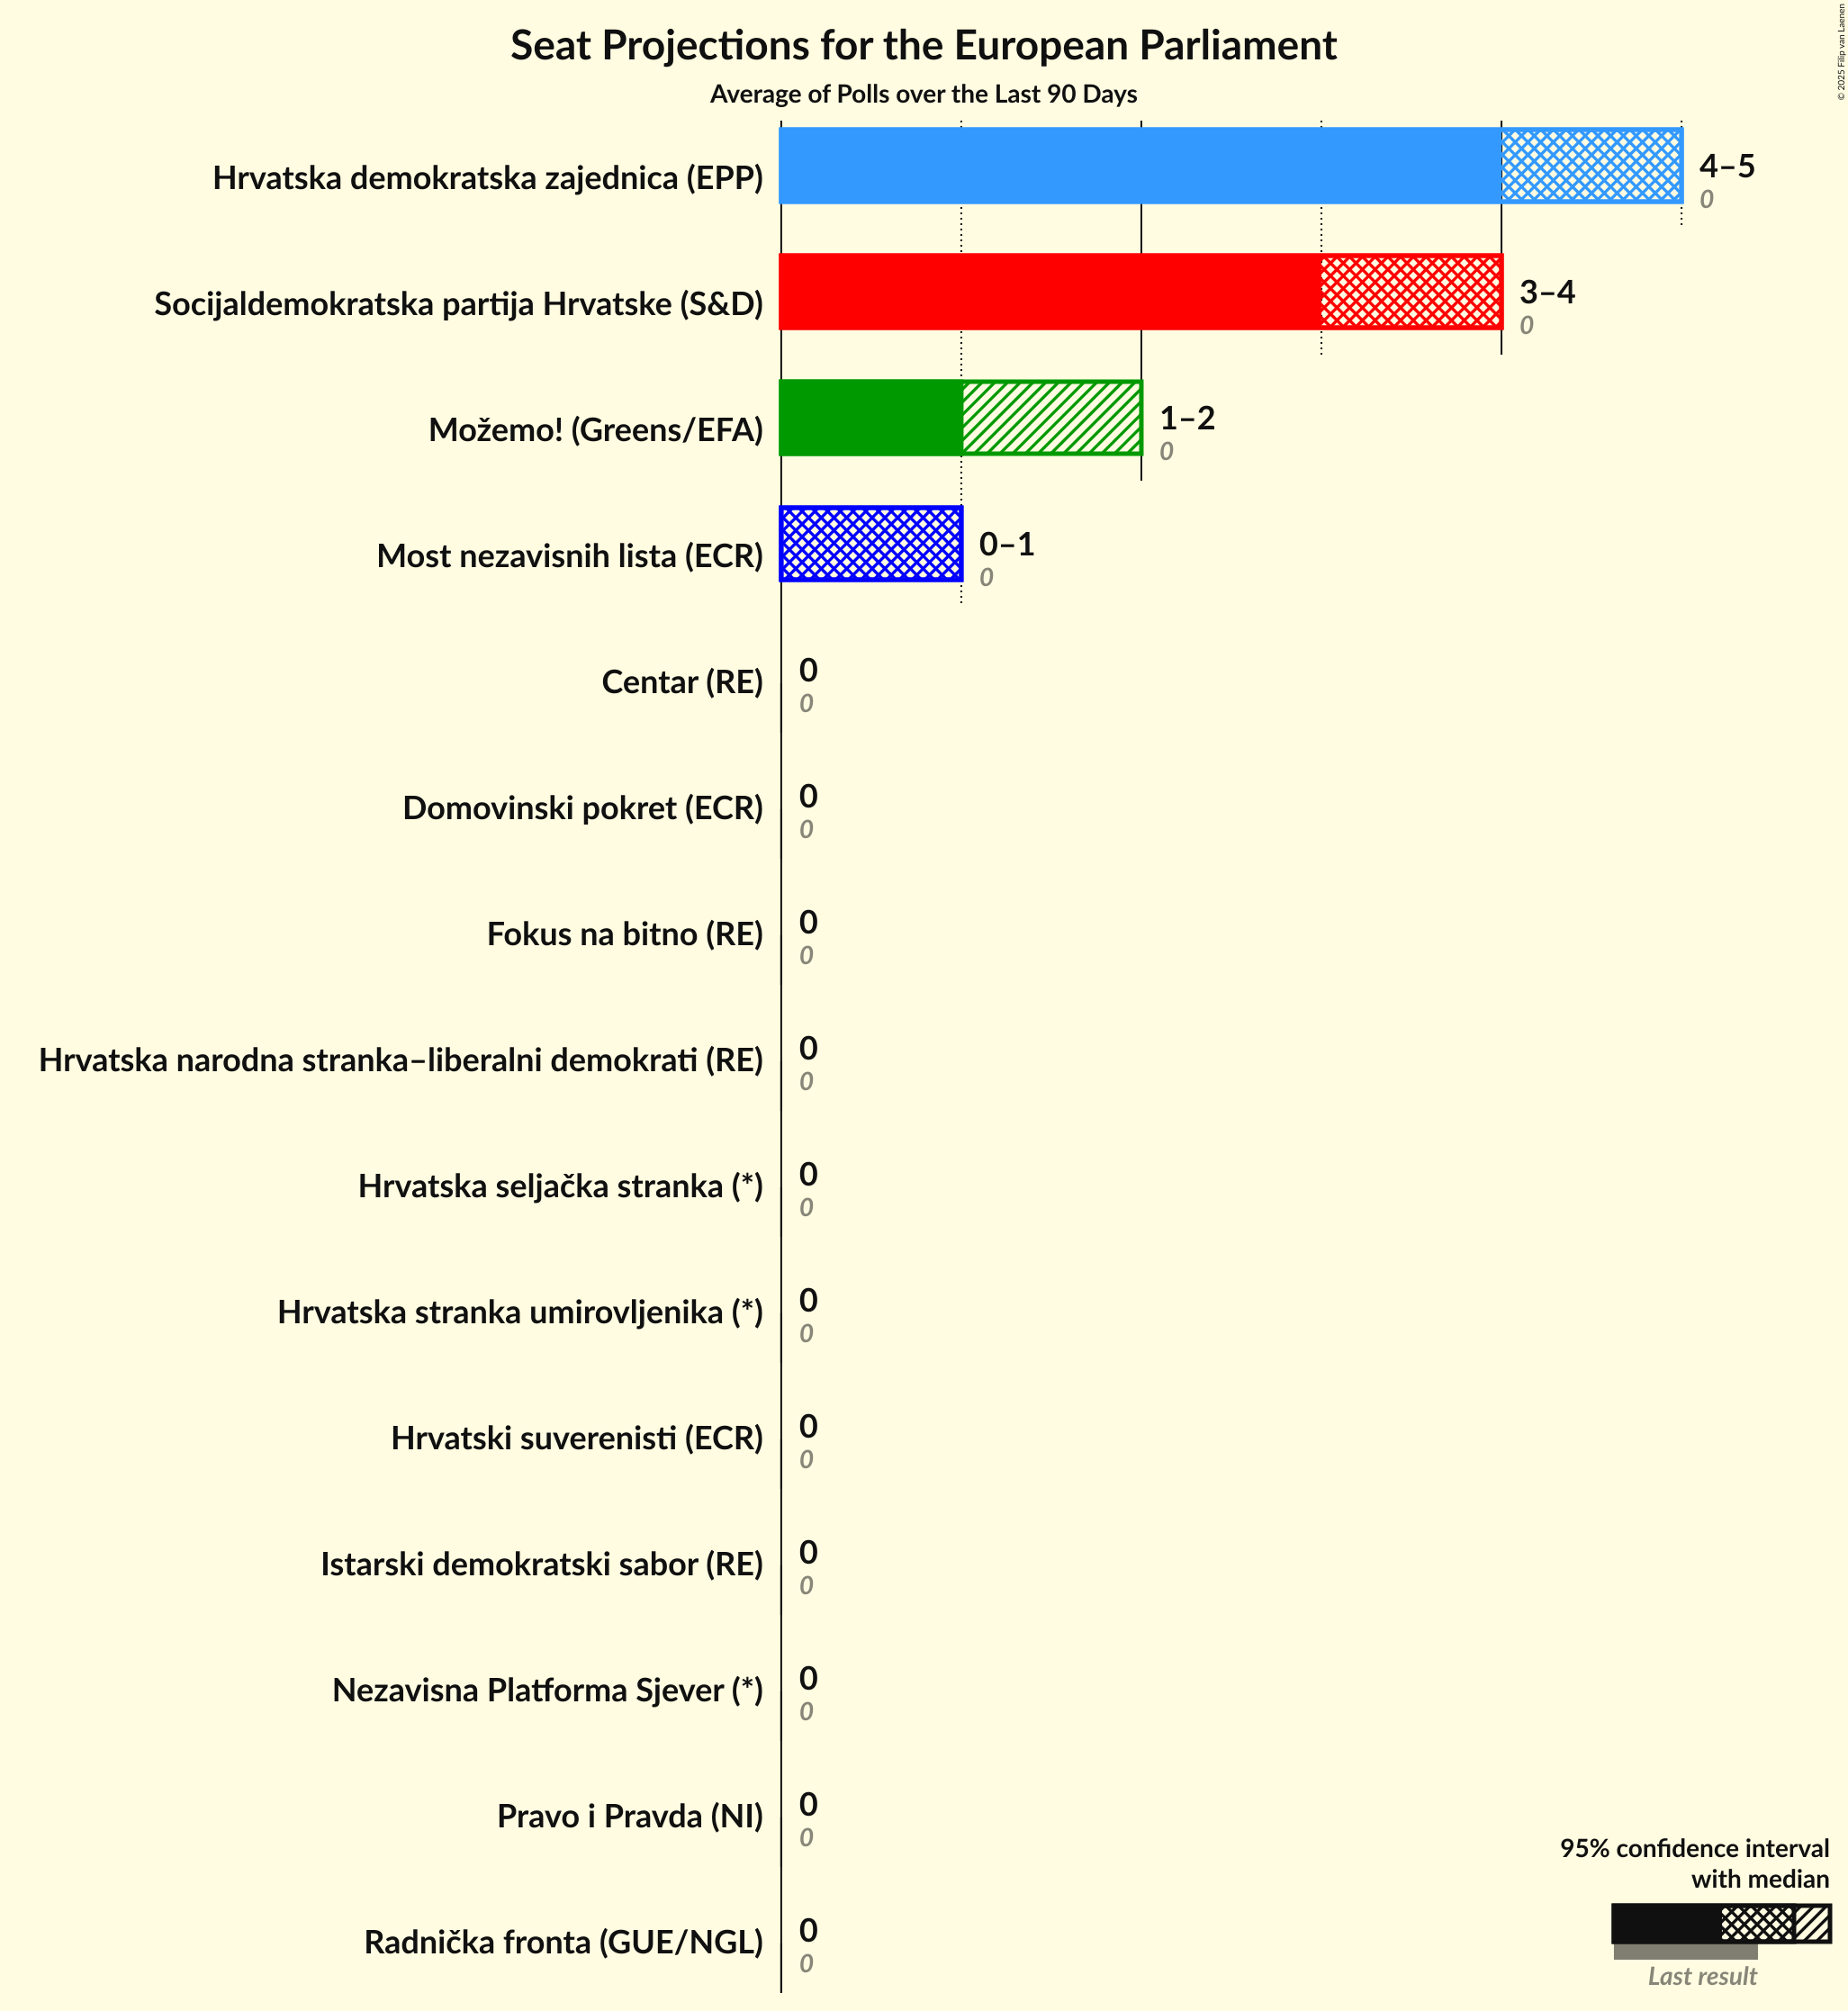 Seat Projections for the European Parliament
Average of Polls over the Last 90 Days
© 2025 Filip van Laenen
Hrvatska demokratska zajednica (EPP)
4–5
0
Socijaldemokratska partija Hrvatske (S&D)
3–4
0
Možemo! (Greens/EFA)
1–2
0
Most nezavisnih lista (ECR)
0–1
0
Centar (RE)
0
0
Domovinski pokret (ECR)
0
0
Fokus na bitno (RE)
0
0
Hrvatska narodna stranka–liberalni demokrati (RE)
0
0
Hrvatska seljačka stranka (*)
0
0
Hrvatska stranka umirovljenika (*)
0
0
Hrvatski suverenisti (ECR)
0
0
Istarski demokratski sabor (RE)
0
0
Nezavisna Platforma Sjever (*)
0
0
Pravo i Pravda (NI)
0
0
Radnička fronta (GUE/NGL)
0
0
95% confidence interval
with median
Last result